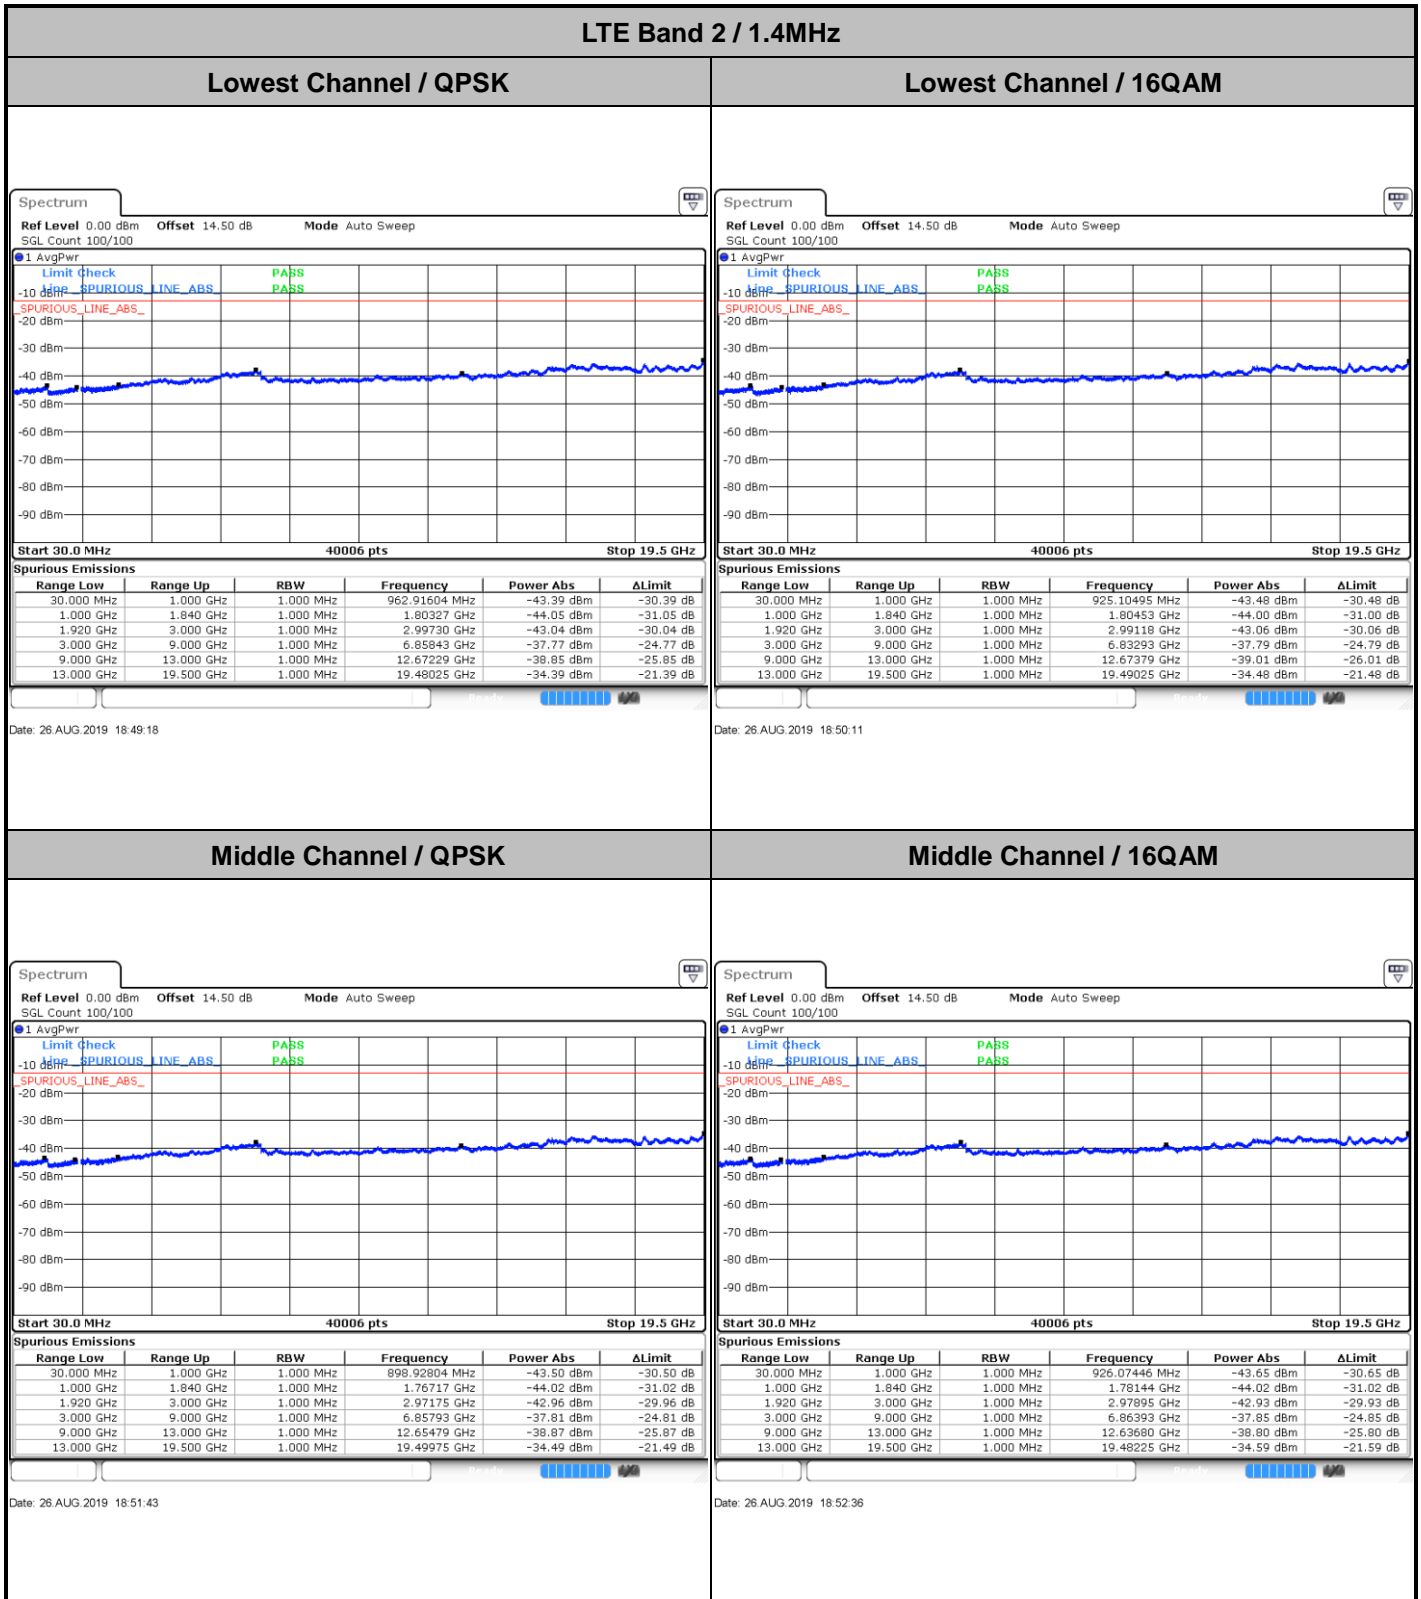 LTE Band 2 / 1.4MHz
Lowest Channel / QPSK
Lowest Channel / 16QAM
Spectrum
Ref Level 0.00 dBm Offset 14.50 dB Mode Auto Sweep
SGL Count 100/100
1 AvgPwr
Limit Check PASS
Line _SPURIOUS_LINE_ABS_ PASS
-10 dBm
_SPURIOUS_LINE_ABS_
-20 dBm
-30 dBm
-40 dBm
-50 dBm
-60 dBm
-70 dBm
-80 dBm
-90 dBm
Start 30.0 MHz 40006 pts Stop 19.5 GHz
Spurious Emissions
Range Low Range Up RBW Frequency Power Abs ΔLimit
30.000 MHz 1.000 GHz 1.000 MHz 962.91604 MHz -43.39 dBm -30.39 dB
1.000 GHz 1.840 GHz 1.000 MHz 1.80327 GHz -44.05 dBm -31.05 dB
1.920 GHz 3.000 GHz 1.000 MHz 2.99730 GHz -43.04 dBm -30.04 dB
3.000 GHz 9.000 GHz 1.000 MHz 6.85843 GHz -37.77 dBm -24.77 dB
9.000 GHz 13.000 GHz 1.000 MHz 12.67229 GHz -38.85 dBm -25.85 dB
13.000 GHz 19.500 GHz 1.000 MHz 19.48025 GHz -34.39 dBm -21.39 dB
Date: 26.AUG.2019 18:49:18
Spectrum
Ref Level 0.00 dBm Offset 14.50 dB Mode Auto Sweep
SGL Count 100/100
1 AvgPwr
Limit Check PASS
Line _SPURIOUS_LINE_ABS_ PASS
-10 dBm
_SPURIOUS_LINE_ABS_
-20 dBm
-30 dBm
-40 dBm
-50 dBm
-60 dBm
-70 dBm
-80 dBm
-90 dBm
Start 30.0 MHz 40006 pts Stop 19.5 GHz
Spurious Emissions
Range Low Range Up RBW Frequency Power Abs ΔLimit
30.000 MHz 1.000 GHz 1.000 MHz 925.10495 MHz -43.48 dBm -30.48 dB
1.000 GHz 1.840 GHz 1.000 MHz 1.80453 GHz -44.00 dBm -31.00 dB
1.920 GHz 3.000 GHz 1.000 MHz 2.99118 GHz -43.06 dBm -30.06 dB
3.000 GHz 9.000 GHz 1.000 MHz 6.83293 GHz -37.79 dBm -24.79 dB
9.000 GHz 13.000 GHz 1.000 MHz 12.67379 GHz -39.01 dBm -26.01 dB
13.000 GHz 19.500 GHz 1.000 MHz 19.49025 GHz -34.48 dBm -21.48 dB
Date: 26.AUG.2019 18:50:11
Middle Channel / QPSK
Middle Channel / 16QAM
Spectrum
Ref Level 0.00 dBm Offset 14.50 dB Mode Auto Sweep
SGL Count 100/100
1 AvgPwr
Limit Check PASS
Line _SPURIOUS_LINE_ABS_ PASS
-10 dBm
_SPURIOUS_LINE_ABS_
-20 dBm
-30 dBm
-40 dBm
-50 dBm
-60 dBm
-70 dBm
-80 dBm
-90 dBm
Start 30.0 MHz 40006 pts Stop 19.5 GHz
Spurious Emissions
Range Low Range Up RBW Frequency Power Abs ΔLimit
30.000 MHz 1.000 GHz 1.000 MHz 898.92804 MHz -43.50 dBm -30.50 dB
1.000 GHz 1.840 GHz 1.000 MHz 1.76717 GHz -44.02 dBm -31.02 dB
1.920 GHz 3.000 GHz 1.000 MHz 2.97175 GHz -42.96 dBm -29.96 dB
3.000 GHz 9.000 GHz 1.000 MHz 6.85793 GHz -37.81 dBm -24.81 dB
9.000 GHz 13.000 GHz 1.000 MHz 12.65479 GHz -38.87 dBm -25.87 dB
13.000 GHz 19.500 GHz 1.000 MHz 19.49975 GHz -34.49 dBm -21.49 dB
Date: 26.AUG.2019 18:51:43
Spectrum
Ref Level 0.00 dBm Offset 14.50 dB Mode Auto Sweep
SGL Count 100/100
1 AvgPwr
Limit Check PASS
Line _SPURIOUS_LINE_ABS_ PASS
-10 dBm
_SPURIOUS_LINE_ABS_
-20 dBm
-30 dBm
-40 dBm
-50 dBm
-60 dBm
-70 dBm
-80 dBm
-90 dBm
Start 30.0 MHz 40006 pts Stop 19.5 GHz
Spurious Emissions
Range Low Range Up RBW Frequency Power Abs ΔLimit
30.000 MHz 1.000 GHz 1.000 MHz 926.07446 MHz -43.65 dBm -30.65 dB
1.000 GHz 1.840 GHz 1.000 MHz 1.78144 GHz -44.02 dBm -31.02 dB
1.920 GHz 3.000 GHz 1.000 MHz 2.97895 GHz -42.93 dBm -29.93 dB
3.000 GHz 9.000 GHz 1.000 MHz 6.86393 GHz -37.85 dBm -24.85 dB
9.000 GHz 13.000 GHz 1.000 MHz 12.63680 GHz -38.80 dBm -25.80 dB
13.000 GHz 19.500 GHz 1.000 MHz 19.48225 GHz -34.59 dBm -21.59 dB
Date: 26.AUG.2019 18:52:36